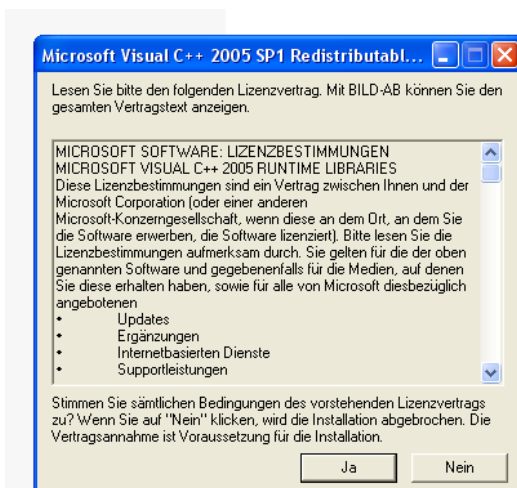 Microsoft Visual C++ 2005 SP1 Redistributabl...
Lesen Sie bitte den folgenden Lizenzvertrag. Mit BILD-AB können Sie den
gesamten Vertragstext anzeigen.
MICROSOFT SOFTWARE: LIZENZBESTIMMUNGEN
MICROSOFT VISUAL C++ 2005 RUNTIME LIBRARIES
Diese Lizenzbestimmungen sind ein Vertrag zwischen Ihnen und der
Microsoft Corporation (oder einer anderen
Microsoft-Konzerngesellschaft, wenn diese an dem Ort, an dem Sie
die Software erwerben, die Software lizenziert). Bitte lesen Sie die
Lizenzbestimmungen aufmerksam durch. Sie gelten für die der oben
genannten Software und gegebenenfalls für die Medien, auf denen
Sie diese erhalten haben, sowie für alle von Microsoft diesbezüglich
angebotenen
• Updates
• Ergänzungen
• Internetbasierten Dienste
• Supportleistungen
Stimmen Sie sämtlichen Bedingungen des vorstehenden Lizenzvertrags
zu? Wenn Sie auf "Nein" klicken, wird die Installation abgebrochen. Die
Vertragsannahme ist Voraussetzung für die Installation.
Ja Nein